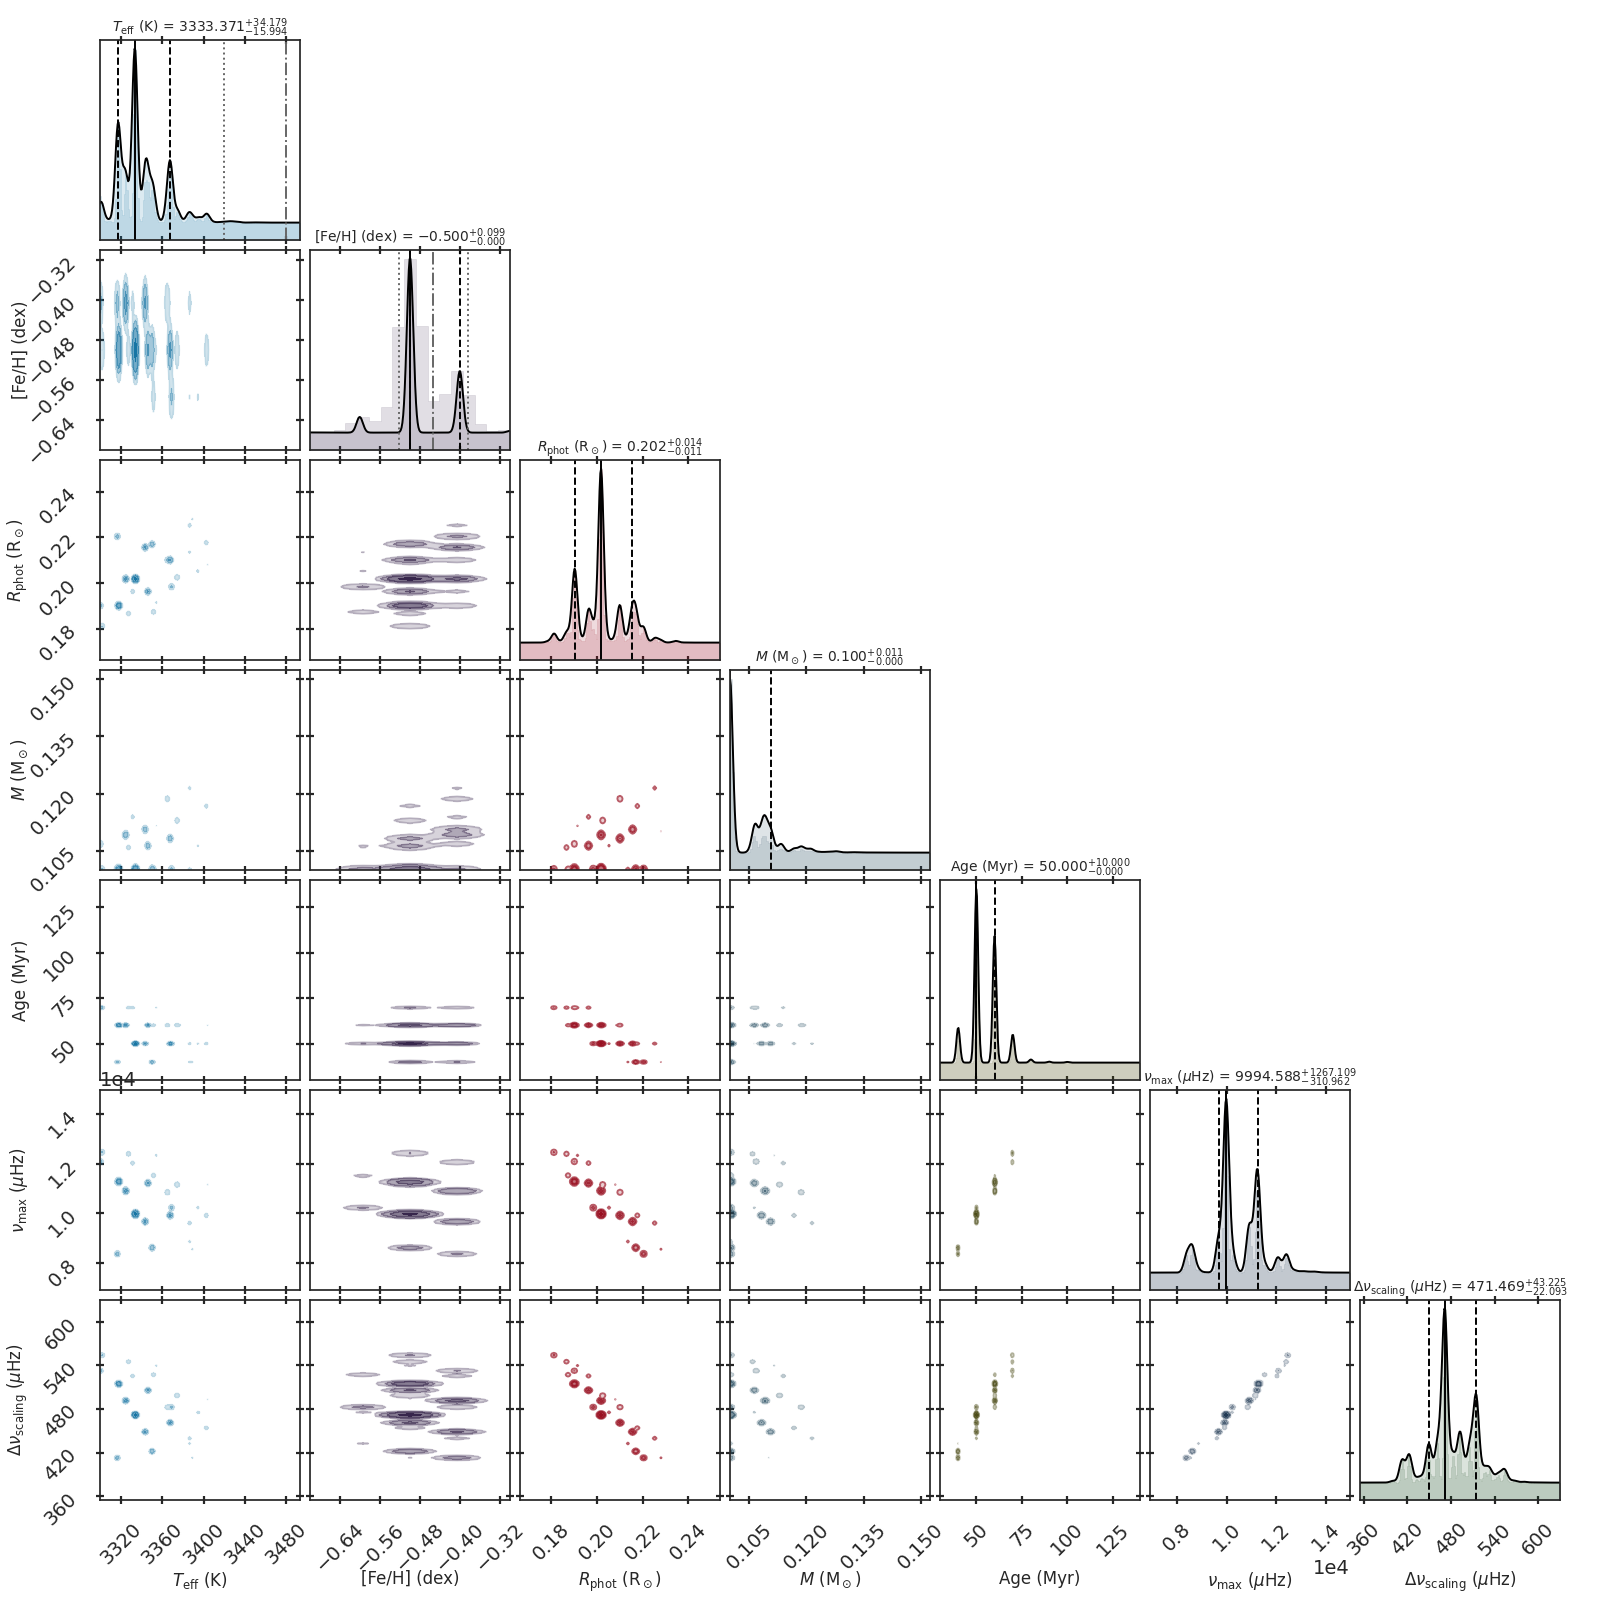 T_eff (K) = 3333.371 +34.179 −15.994
[Fe/H] (dex) = −0.500 +0.099 −0.000
−0.32
−0.40
−0.48
−0.56
−0.64
[Fe/H] (dex)
R_phot (R⊙) = 0.202 +0.014 −0.011
0.24
0.22
0.20
0.18
R_phot (R⊙)
M (M⊙) = 0.100 +0.011 −0.000
0.150
0.135
0.120
0.105
M (M⊙)
Age (Myr) = 50.000 +10.000 −0.000
125
100
75
50
Age (Myr)
1e4
ν_max (μHz) = 9994.588 +1267.109 −310.962
1.4
1.2
1.0
0.8
ν_max (μHz)
Δν_scaling (μHz) = 471.469 +43.225 −22.093
600
540
480
420
360
Δν_scaling (μHz)
3320 3360 3400 3440 3480
T_eff (K)
−0.64 −0.56 −0.48 −0.40 −0.32
[Fe/H] (dex)
0.18 0.20 0.22 0.24
R_phot (R⊙)
0.105 0.120 0.135 0.150
M (M⊙)
50 75 100 125
Age (Myr)
0.8 1.0 1.2 1.4
1e4
ν_max (μHz)
360 420 480 540 600
Δν_scaling (μHz)